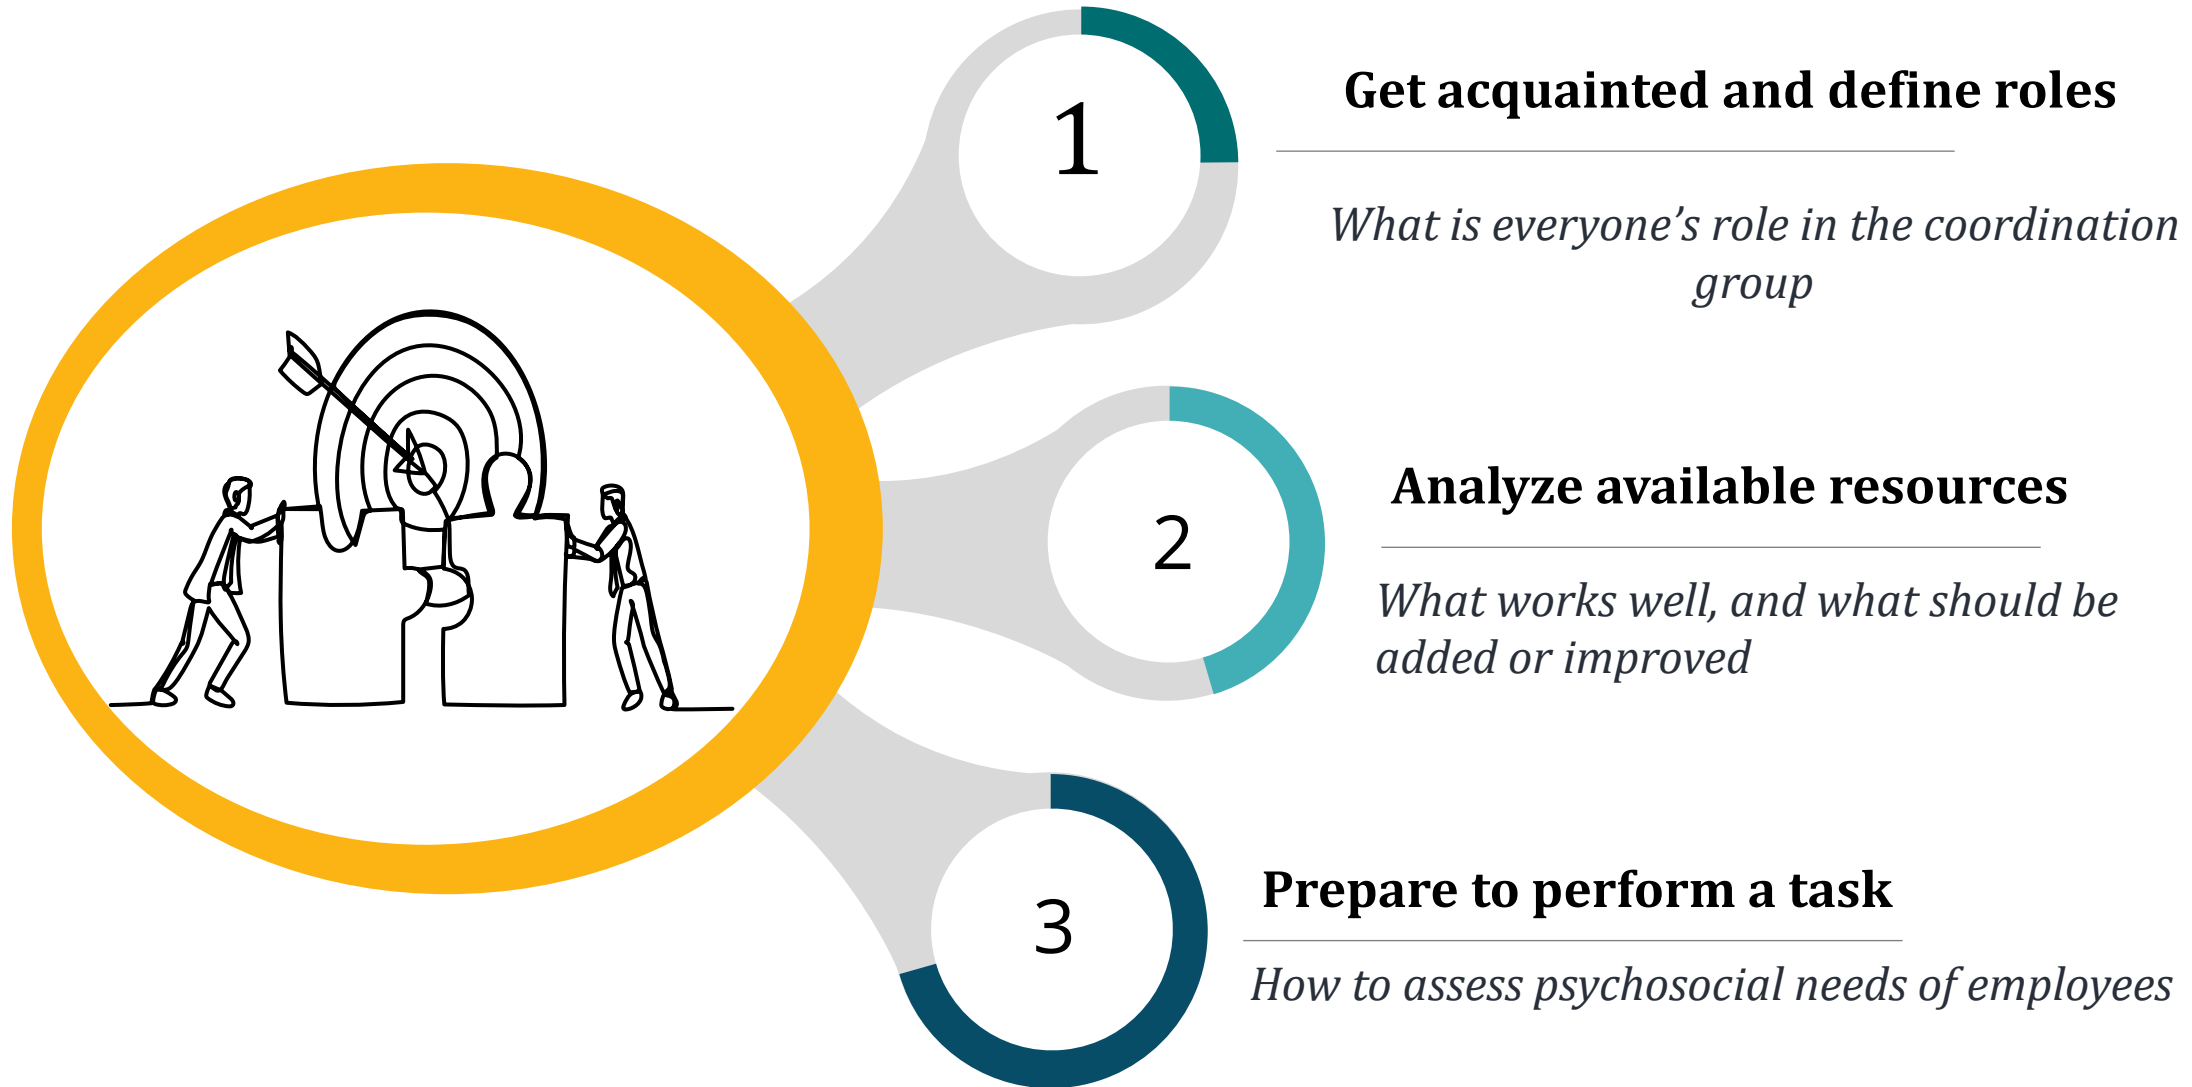 1
Get acquainted and define roles
What is everyone’s role in the coordination
group
2
Analyze available resources
What works well, and what should be
added or improved
3
Prepare to perform a task
How to assess psychosocial needs of employees